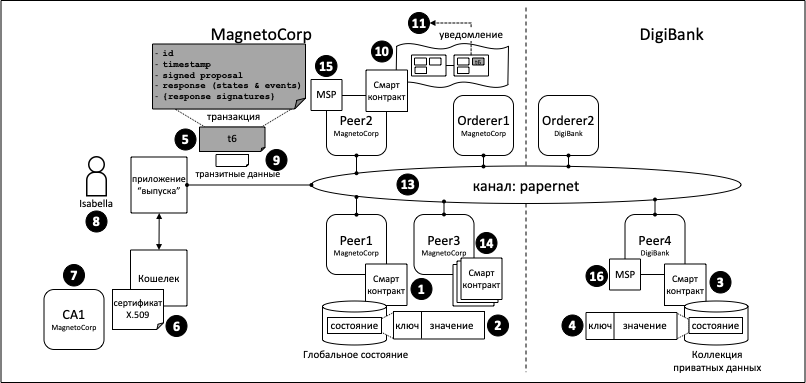 MagnetoCorp
DigiBank
- id
- timestamp
- signed proposal
- response (states & events)
- {response signatures}
транзакция
5
t6
9
транзитные данные
11
уведомление
10
t6
15
MSP
Смарт
контракт
Peer2
MagnetoCorp
Orderer1
MagnetoCorp
Orderer2
DigiBank
Isabella
8
приложение
"выпуска"
13
канал: papernet
7
CA1
MagnetoCorp
Кошелек
сертификат
X.509
6
Peer1
MagnetoCorp
Смарт
контракт
1
Peer3
MagnetoCorp
14
Смарт
контракт
состояние
ключ
значение
2
Глобальное состояние
Peer4
DigiBank
16
MSP
Смарт
контракт
3
4
ключ
значение
состояние
Коллекция
приватных данных